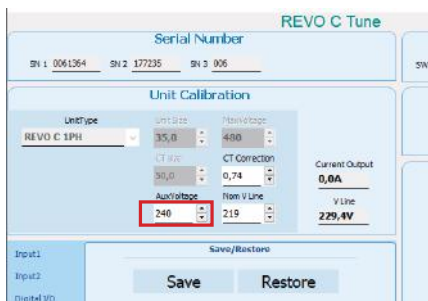 REVO C Tune
Serial Number
SN 1 0061364 SN 2 177235 SN 3 006
SW
Unit Calibration
UnitType Unit Size MaxVoltage
REVO C 1PH 35,0 480
CT Size CT Correction
50,0 0,74
Current Output
0,0A
AuxVoltage Nom V Line
240 219
V Line
229,4V
Input1
Save/Restore
Input2
Save Restore
Digital I/O